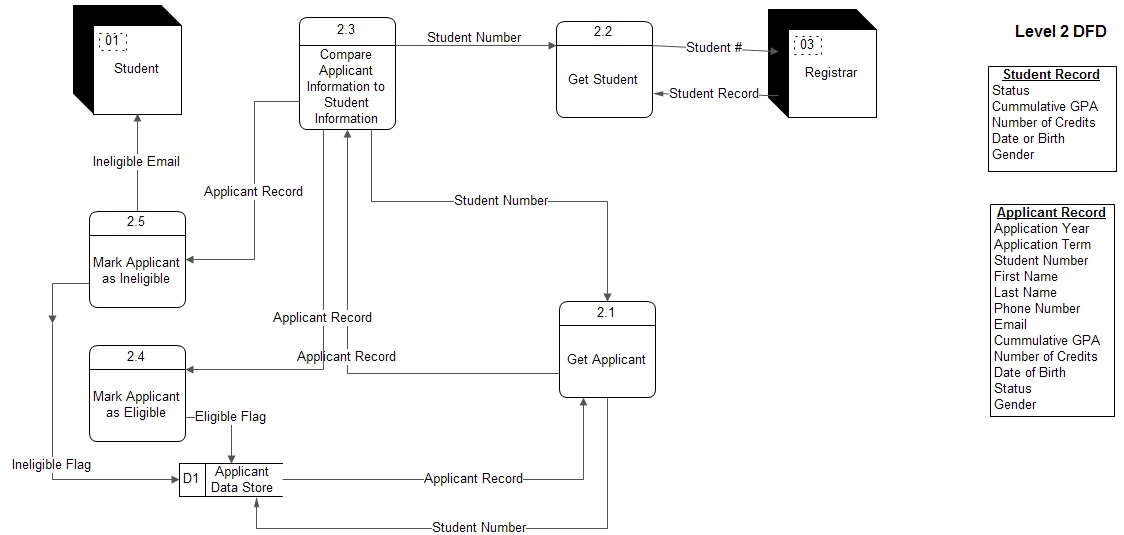 Level 2 DFD
01
Student
2.3
Compare
Applicant
Information to
Student
Information
Student Number
2.2
Get Student
Student #
Student Record
03
Registrar
Student Record
Status
Cummulative GPA
Number of Credits
Date or Birth
Gender
Ineligible Email
Applicant Record
Student Number
2.5
Mark Applicant
as Ineligible
Applicant Record
Application Year
Application Term
Student Number
First Name
Last Name
Phone Number
Email
Cummulative GPA
Number of Credits
Date of Birth
Status
Gender
2.1
Get Applicant
Applicant Record
Applicant Record
2.4
Mark Applicant
as Eligible
Eligible Flag
Ineligible Flag
D1
Applicant
Data Store
Applicant Record
Student Number